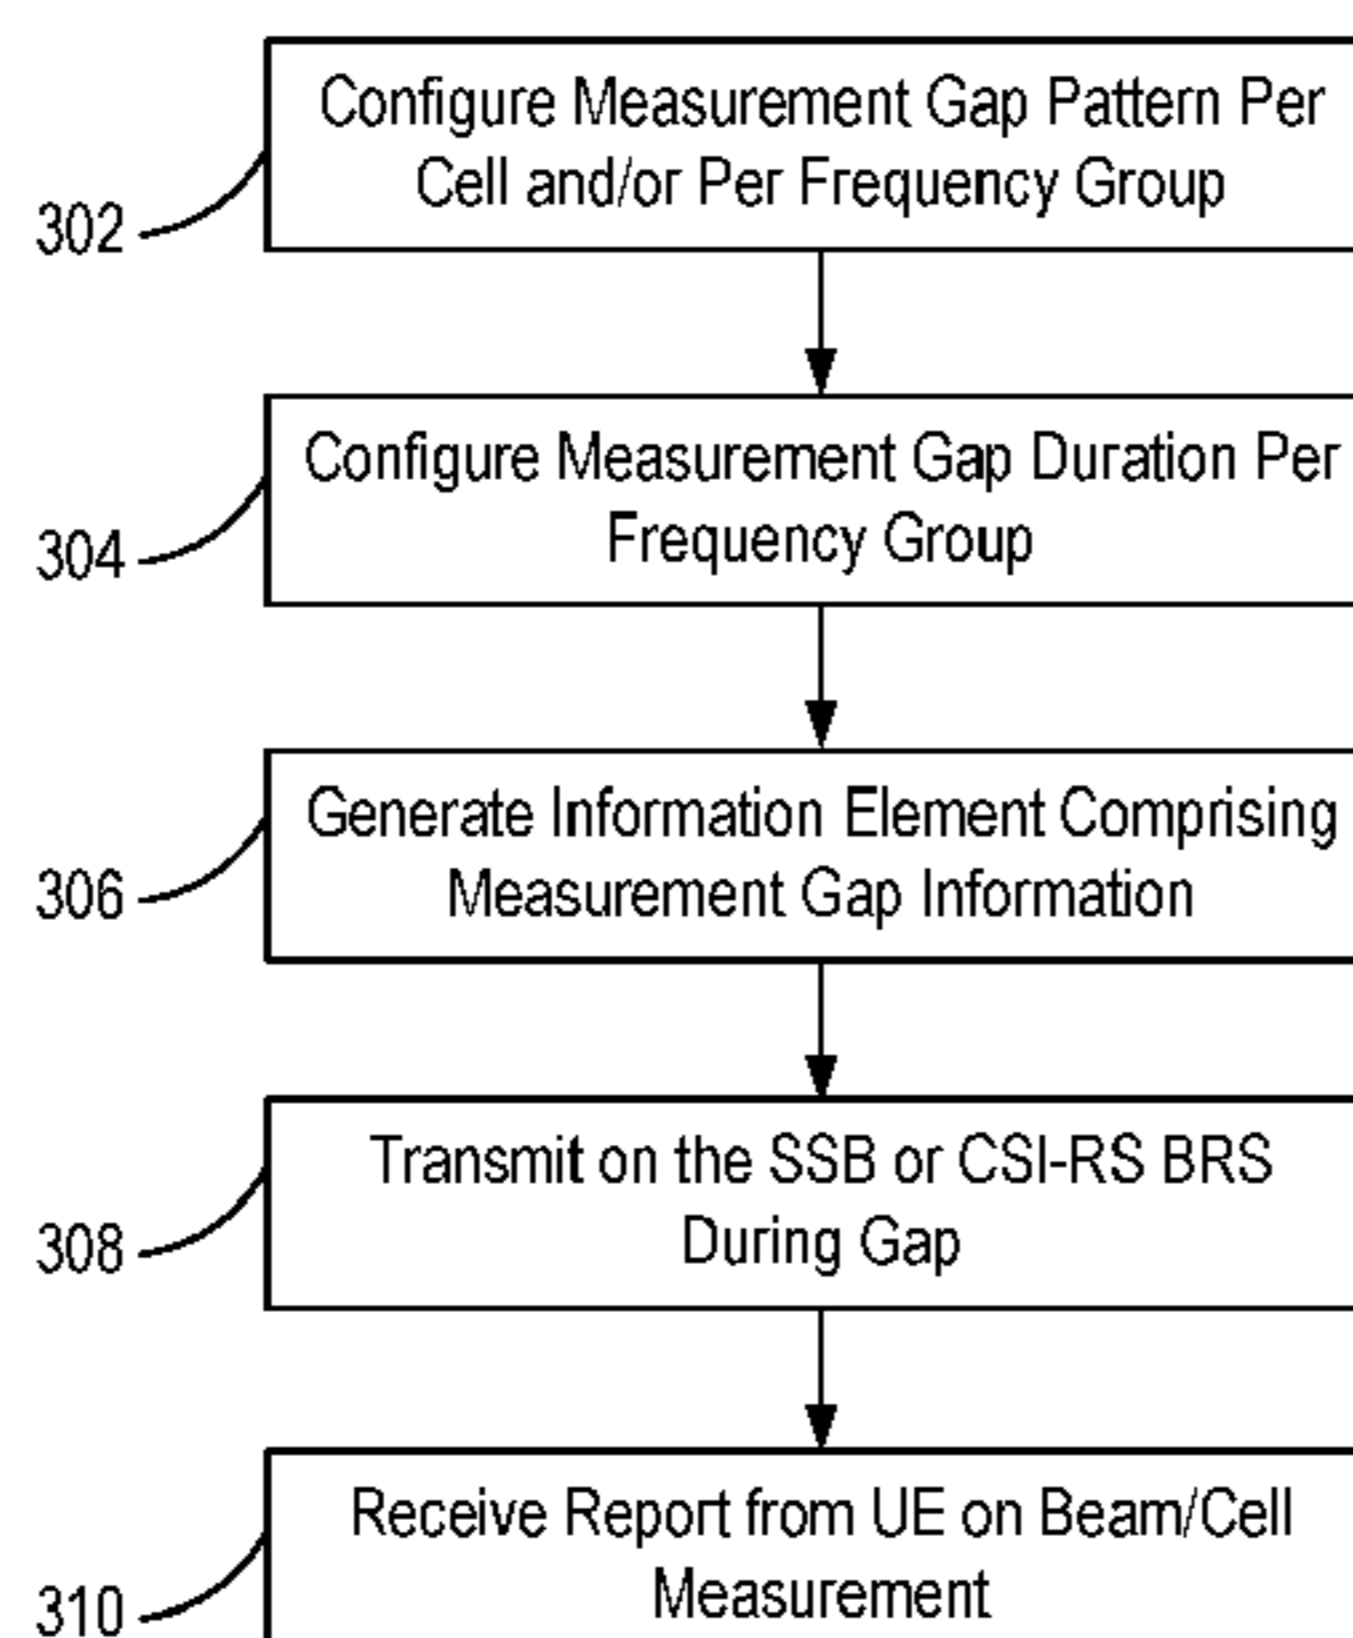 Configure Measurement Gap Pattern Per
Cell and/or Per Frequency Group
302
Configure Measurement Gap Duration Per
Frequency Group
304
Generate Information Element Comprising
Measurement Gap Information
306
Transmit on the SSB or CSI-RS BRS
During Gap
308
Receive Report from UE on Beam/Cell
Measurement
310